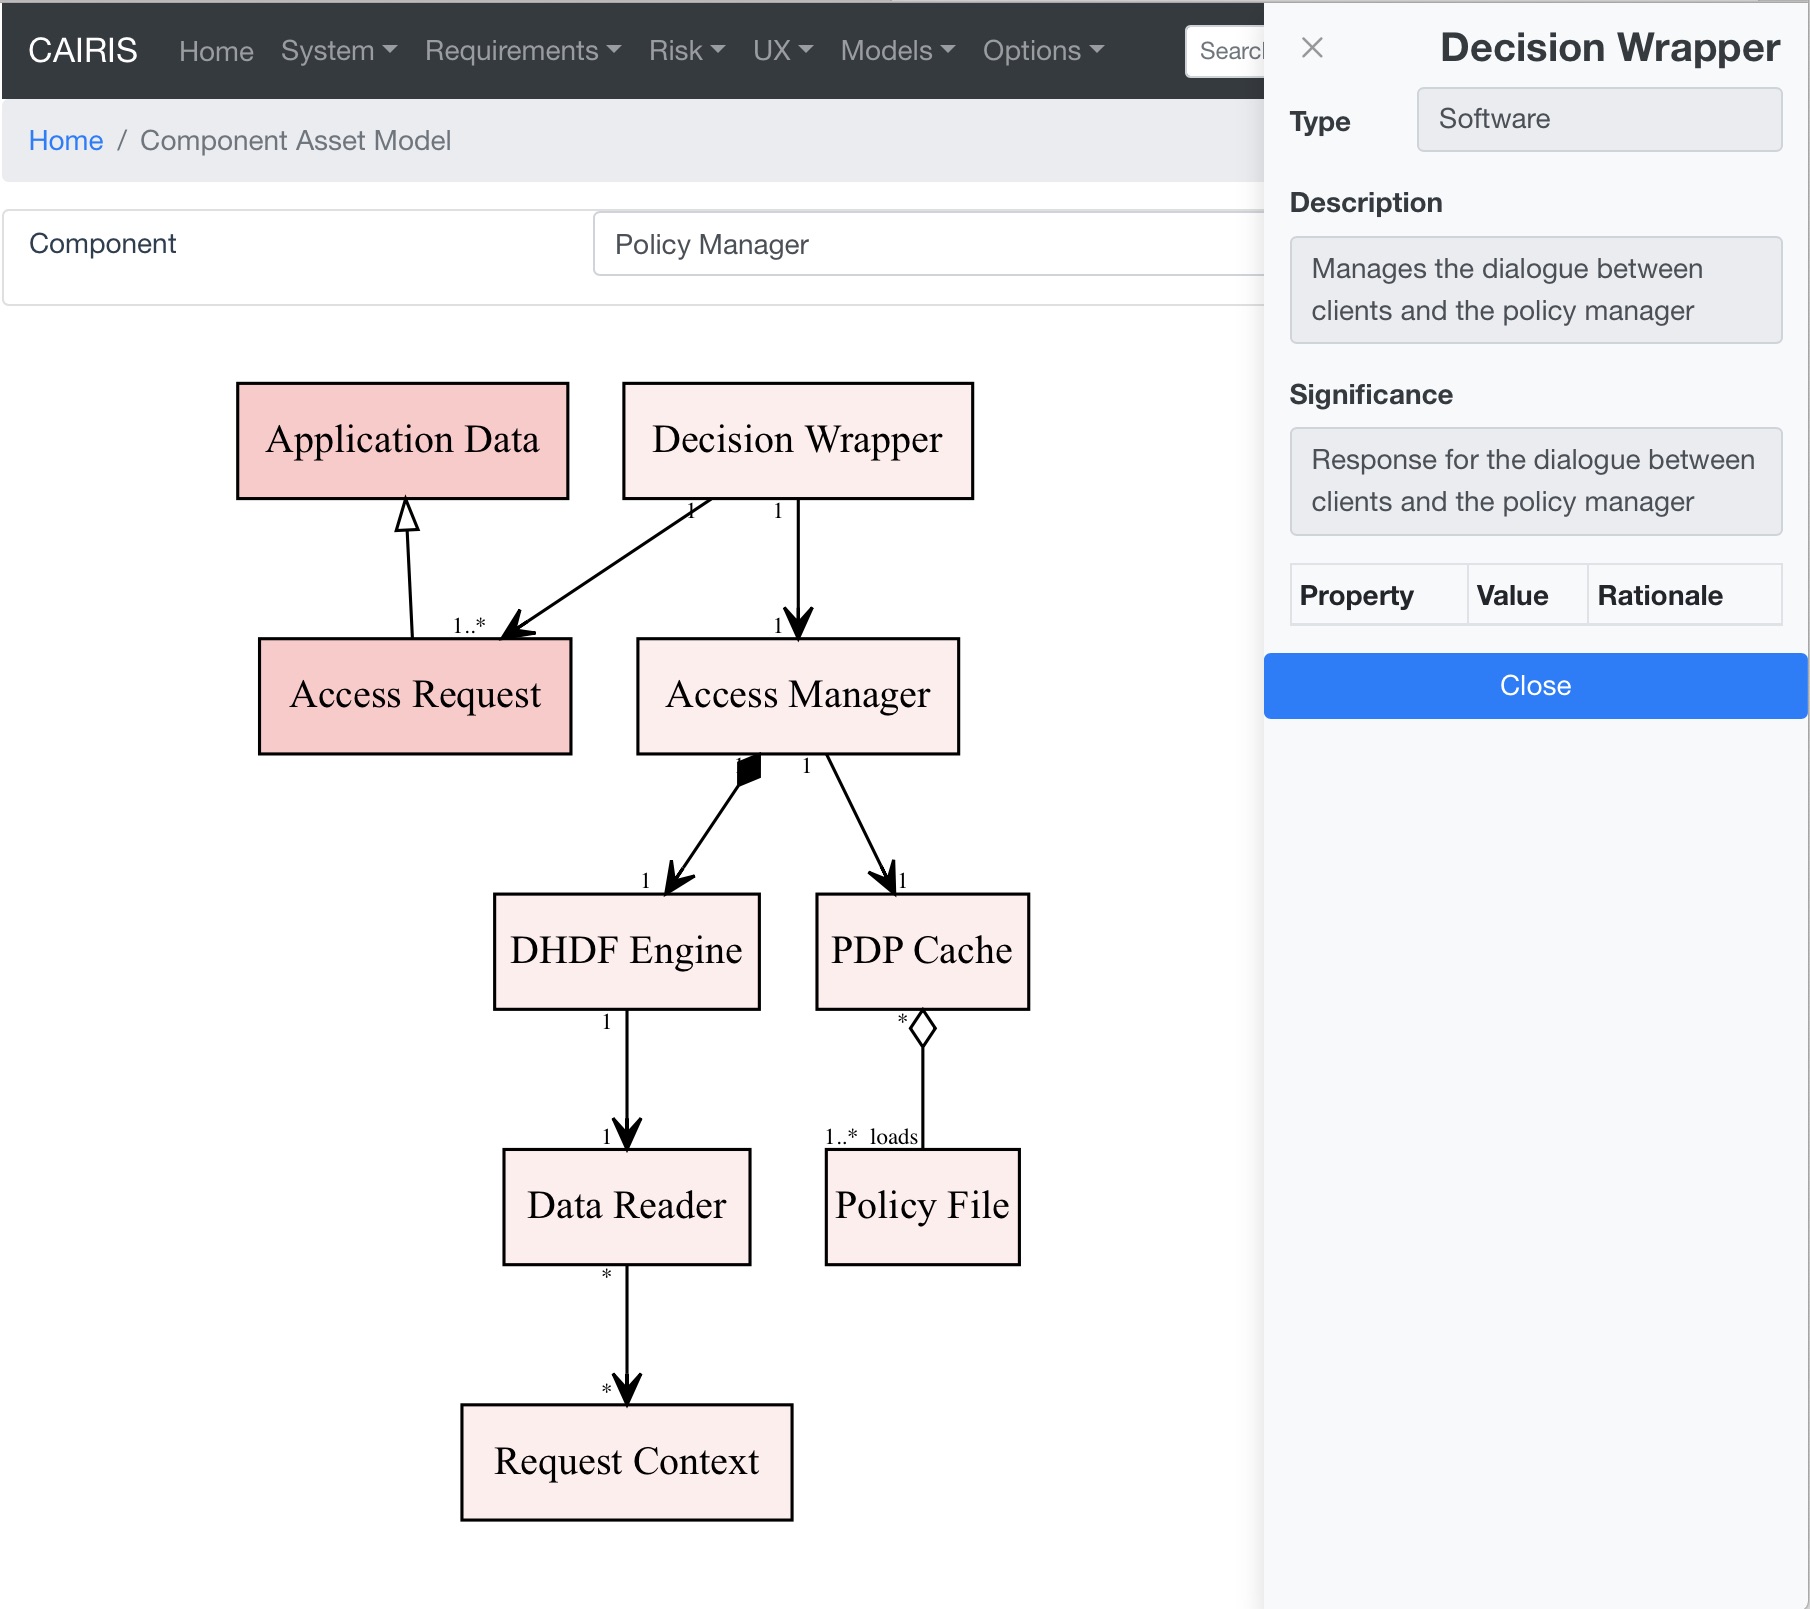 CAIRIS Home System Requirements Risk UX Models Options
Home / Component Asset Model
Component Policy Manager
Application Data Decision Wrapper
1 1
1..* 1
Access Request Access Manager
1
1 1
DHDF Engine PDP Cache
1 *
1 1..* loads
Data Reader Policy File
*
*
Request Context
Decision Wrapper
Type Software
Description
Manages the dialogue between
clients and the policy manager
Significance
Response for the dialogue between
clients and the policy manager
Property Value Rationale
Close